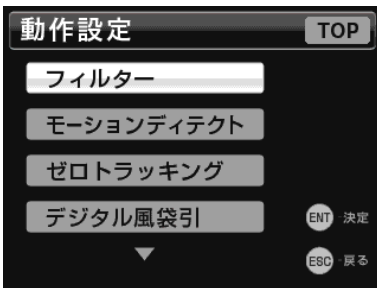 動作設定 TOP
フィルター
モーションディテクト
ゼロトラッキング
デジタル風袋引
ENT 決定
ESC 戻る